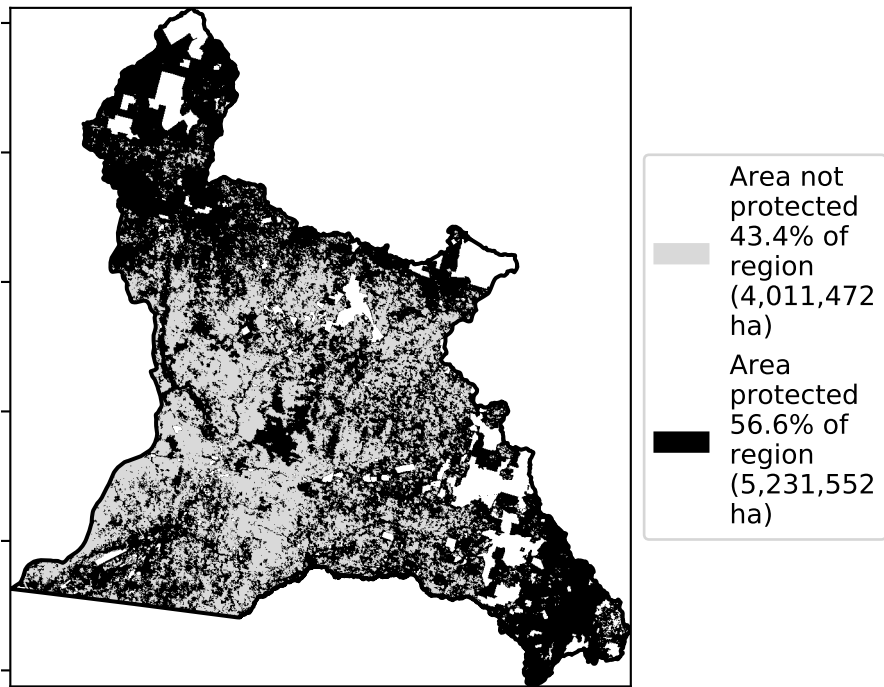 Area not
protected
43.4% of
region
(4,011,472
ha)
Area
protected
56.6% of
region
(5,231,552
ha)